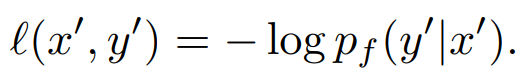 ℓ(x′, y′) = − log p_f(y′|x′).